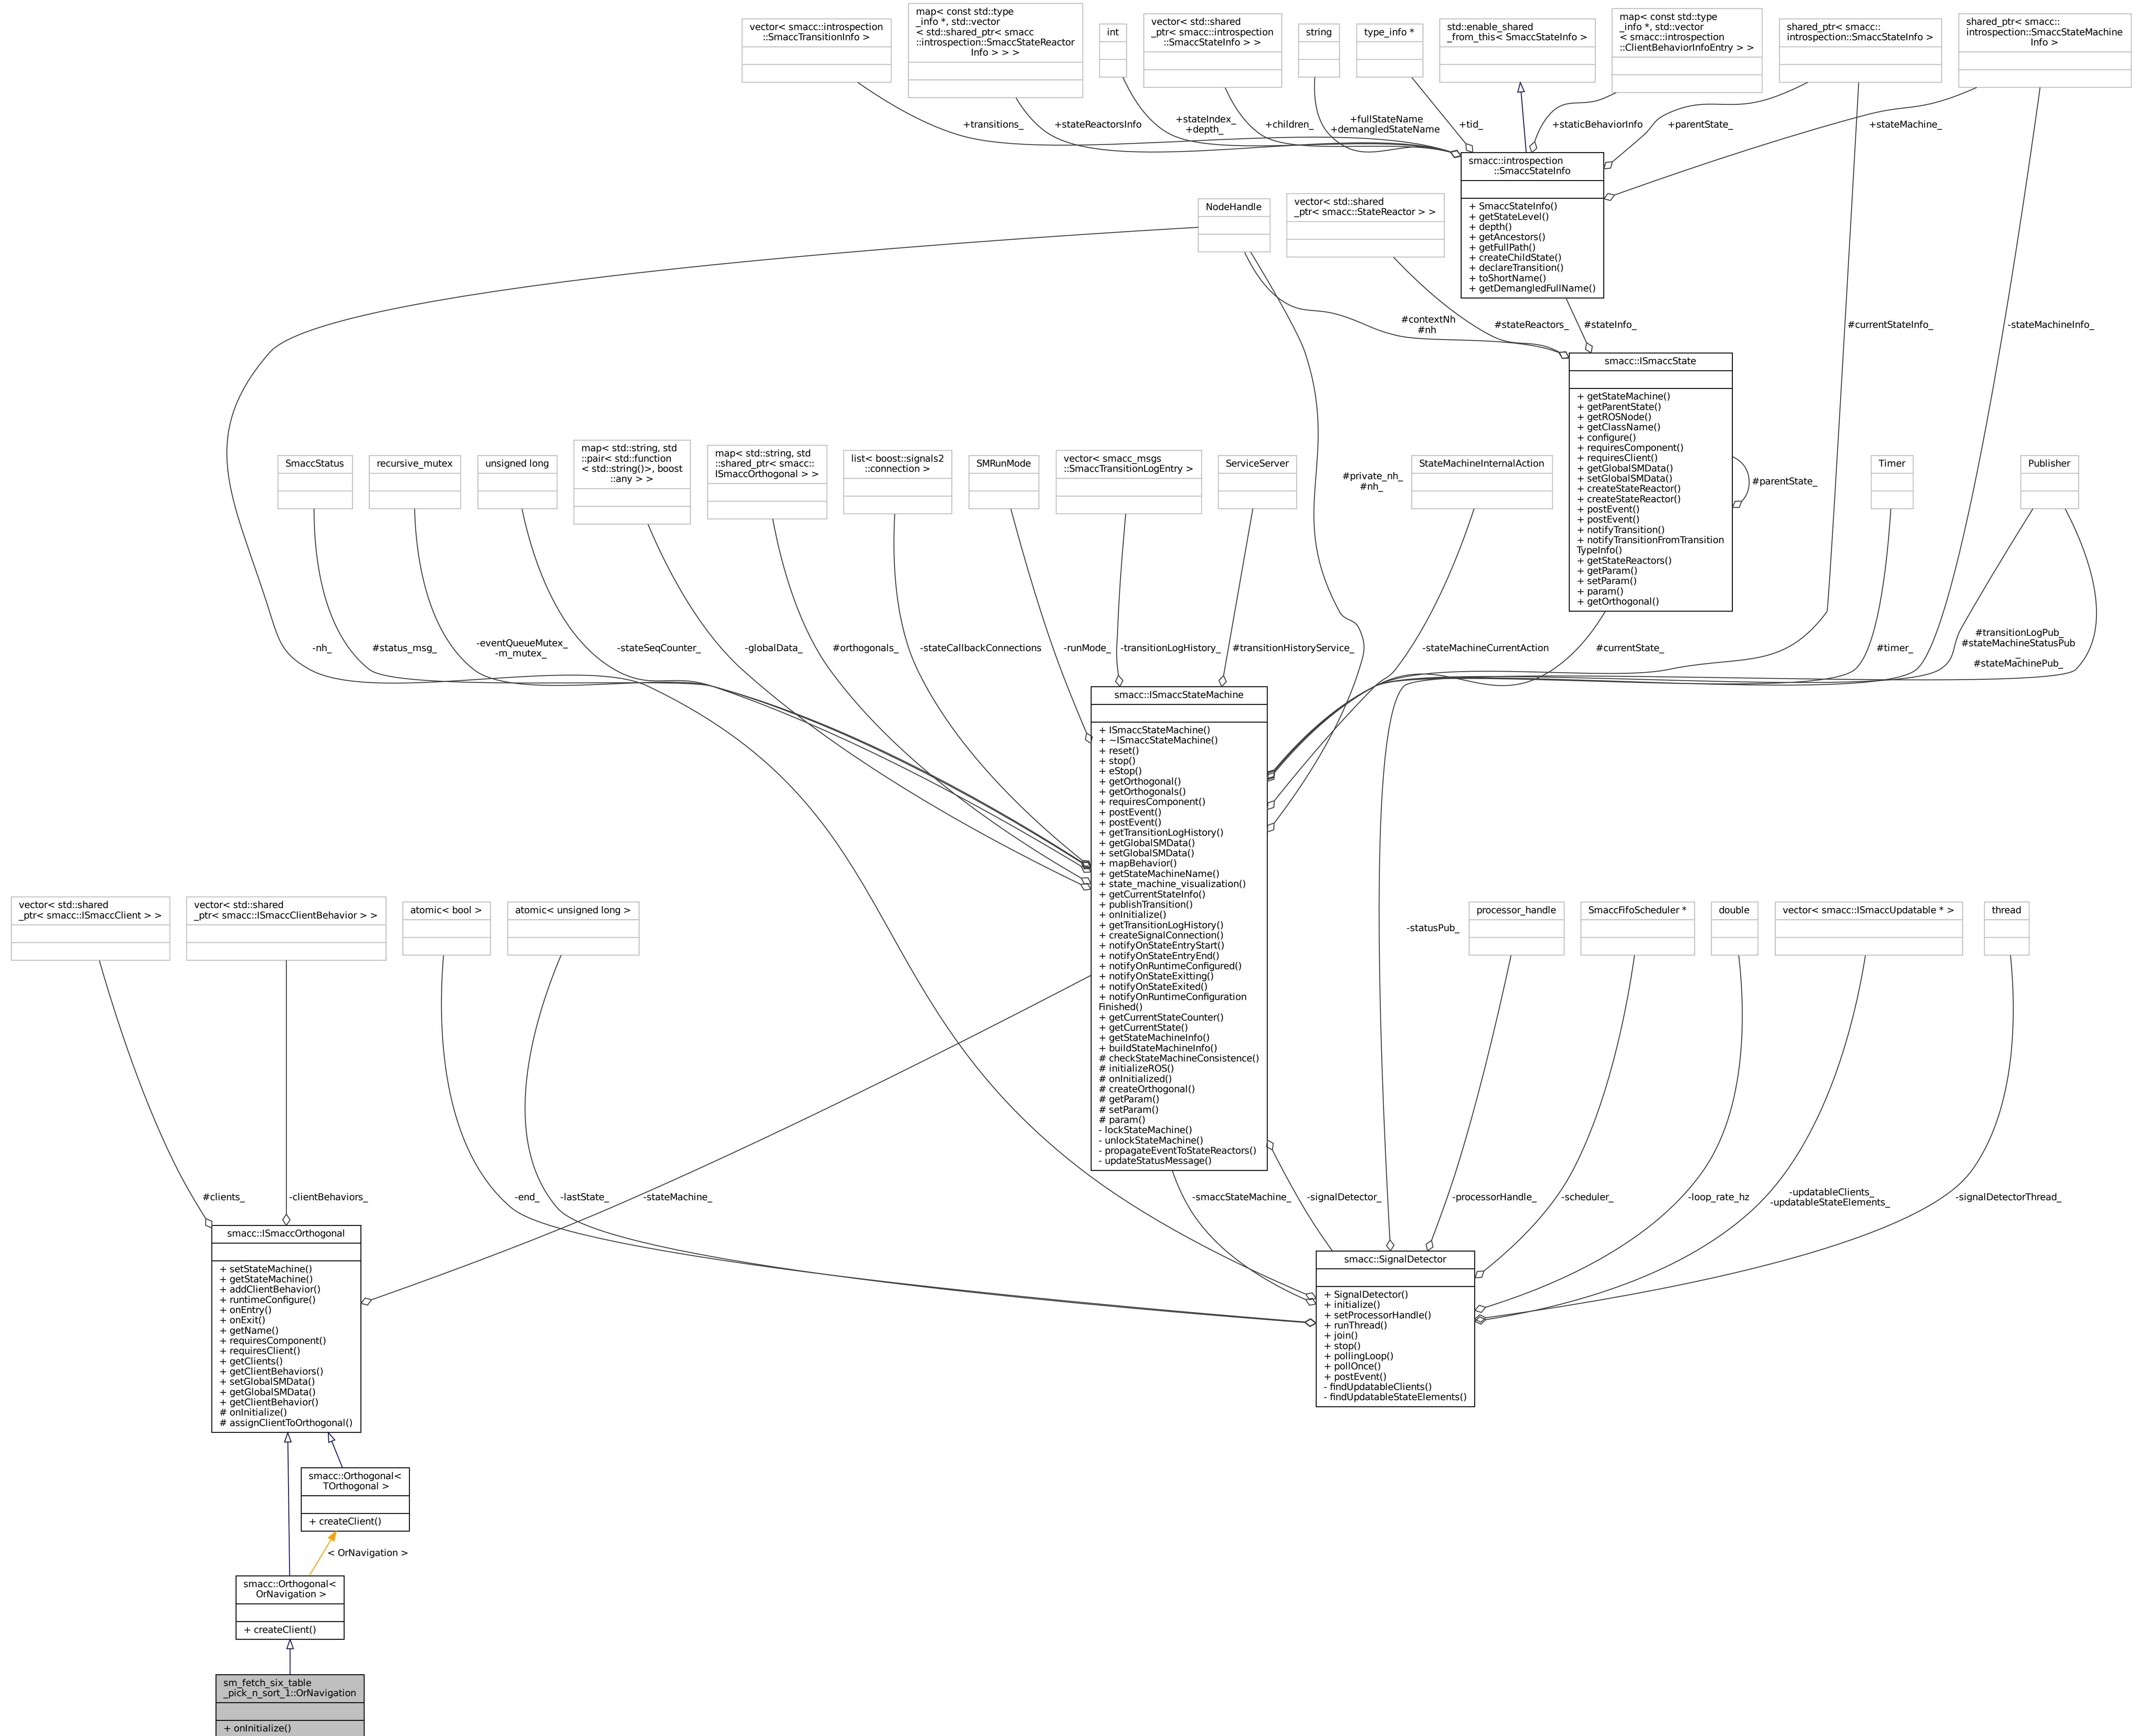 vector< smacc::introspection
::SmaccTransitionInfo >
map< const std::type
_info *, std::vector
< std::shared_ptr< smacc
::introspection::SmaccStateReactor
Info > > >
int
vector< std::shared
_ptr< smacc::introspection
::SmaccStateInfo > >
string
type_info *
std::enable_shared
_from_this< SmaccStateInfo >
map< const std::type
_info *, std::vector
< smacc::introspection
::ClientBehaviorInfoEntry > >
shared_ptr< smacc::
introspection::SmaccStateInfo >
shared_ptr< smacc::
introspection::SmaccStateMachine
Info >
+transitions_
+stateReactorsInfo
+stateIndex_
+depth_
+children_
+fullStateName
+demangledStateName
+tid_
+staticBehaviorInfo
+parentState_
+stateMachine_
smacc::introspection
::SmaccStateInfo
+ SmaccStateInfo()
+ getStateLevel()
+ depth()
+ getAncestors()
+ getFullPath()
+ createChildState()
+ declareTransition()
+ toShortName()
+ getDemangledFullName()
NodeHandle
vector< std::shared
_ptr< smacc::StateReactor > >
#contextNh
#nh
#stateReactors_
#stateInfo_
#currentStateInfo_
-stateMachineInfo_
smacc::ISmaccState
+ getStateMachine()
+ getParentState()
+ getROSNode()
+ getClassName()
+ configure()
+ requiresComponent()
+ requiresClient()
+ getGlobalSMData()
+ setGlobalSMData()
+ createStateReactor()
+ createStateReactor()
+ postEvent()
+ postEvent()
+ notifyTransition()
+ notifyTransitionFromTransition
TypeInfo()
+ getStateReactors()
+ getParam()
+ setParam()
+ param()
+ getOrthogonal()
#parentState_
SmaccStatus
recursive_mutex
unsigned long
map< std::string, std
::pair< std::function
< std::string()>, boost
::any > >
map< std::string, std
::shared_ptr< smacc::
ISmaccOrthogonal > >
list< boost::signals2
::connection >
SMRunMode
vector< smacc_msgs
::SmaccTransitionLogEntry >
ServiceServer
#private_nh_
#nh_
StateMachineInternalAction
Timer
Publisher
-nh_
#status_msg_
-eventQueueMutex_
-m_mutex_
-stateSeqCounter_
-globalData_
#orthogonals_
-stateCallbackConnections
-runMode_
-transitionLogHistory_
#transitionHistoryService_
-stateMachineCurrentAction
#currentState_
#timer_
#transitionLogPub_
#stateMachineStatusPub
_
#stateMachinePub_
smacc::ISmaccStateMachine
+ ISmaccStateMachine()
+ ~ISmaccStateMachine()
+ reset()
+ stop()
+ eStop()
+ getOrthogonal()
+ getOrthogonals()
+ requiresComponent()
+ postEvent()
+ postEvent()
+ getTransitionLogHistory()
+ getGlobalSMData()
+ setGlobalSMData()
+ mapBehavior()
+ getStateMachineName()
+ state_machine_visualization()
+ getCurrentStateInfo()
+ publishTransition()
+ onInitialize()
+ getTransitionLogHistory()
+ createSignalConnection()
+ notifyOnStateEntryStart()
+ notifyOnStateEntryEnd()
+ notifyOnRuntimeConfigured()
+ notifyOnStateExitting()
+ notifyOnStateExited()
+ notifyOnRuntimeConfiguration
Finished()
+ getCurrentStateCounter()
+ getCurrentState()
+ getStateMachineInfo()
+ buildStateMachineInfo()
# checkStateMachineConsistence()
# initializeROS()
# onInitialized()
# createOrthogonal()
# getParam()
# setParam()
# param()
- lockStateMachine()
- unlockStateMachine()
- propagateEventToStateReactors()
- updateStatusMessage()
vector< std::shared
_ptr< smacc::ISmaccClient > >
vector< std::shared
_ptr< smacc::ISmaccClientBehavior > >
atomic< bool >
atomic< unsigned long >
-statusPub_
processor_handle
SmaccFifoScheduler *
double
vector< smacc::ISmaccUpdatable * >
thread
#clients_
-clientBehaviors_
-end_
-lastState_
-stateMachine_
-smaccStateMachine_
-signalDetector_
-processorHandle_
-scheduler_
-loop_rate_hz
-updatableClients_
-updatableStateElements_
-signalDetectorThread_
smacc::ISmaccOrthogonal
+ setStateMachine()
+ getStateMachine()
+ addClientBehavior()
+ runtimeConfigure()
+ onEntry()
+ onExit()
+ getName()
+ requiresComponent()
+ requiresClient()
+ getClients()
+ getClientBehaviors()
+ setGlobalSMData()
+ getGlobalSMData()
+ getClientBehavior()
# onInitialize()
# assignClientToOrthogonal()
smacc::SignalDetector
+ SignalDetector()
+ initialize()
+ setProcessorHandle()
+ runThread()
+ join()
+ stop()
+ pollingLoop()
+ pollOnce()
+ postEvent()
- findUpdatableClients()
- findUpdatableStateElements()
smacc::Orthogonal<
TOrthogonal >
+ createClient()
< OrNavigation >
smacc::Orthogonal<
OrNavigation >
+ createClient()
sm_fetch_six_table
_pick_n_sort_1::OrNavigation
+ onInitialize()